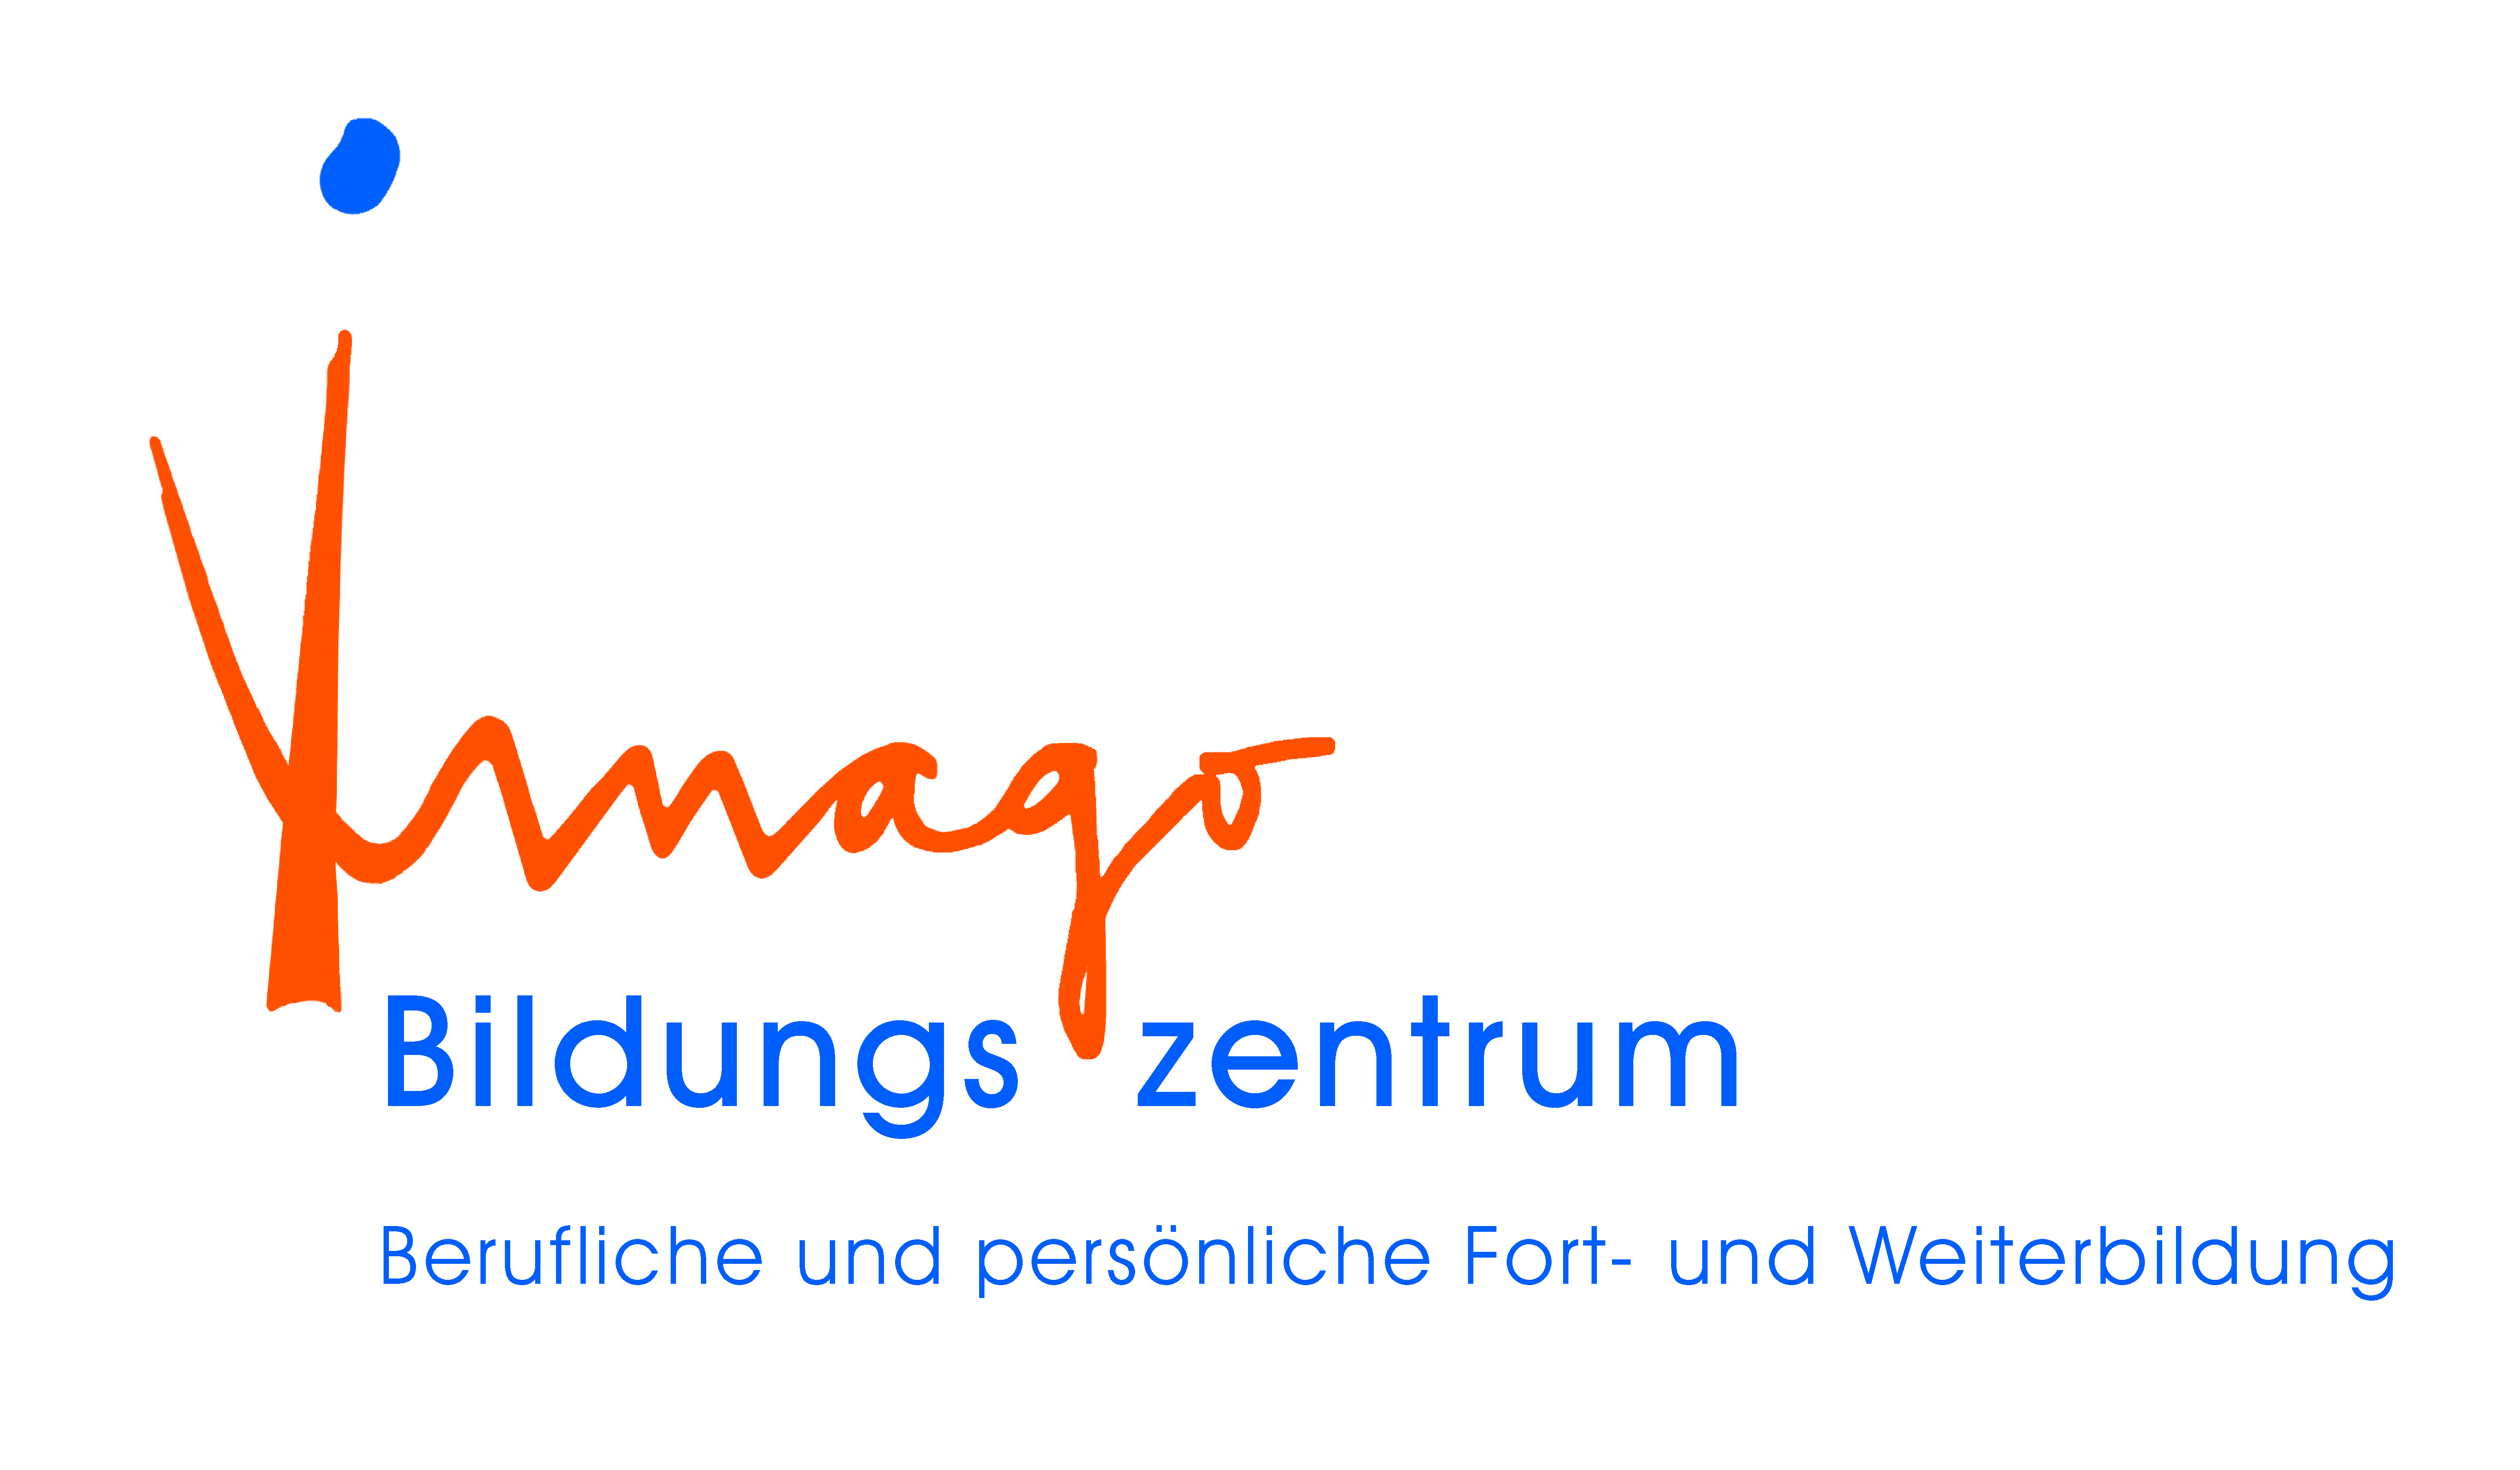 imago
Bildungs zentrum
Berufliche und persönliche Fort- und Weiterbildung